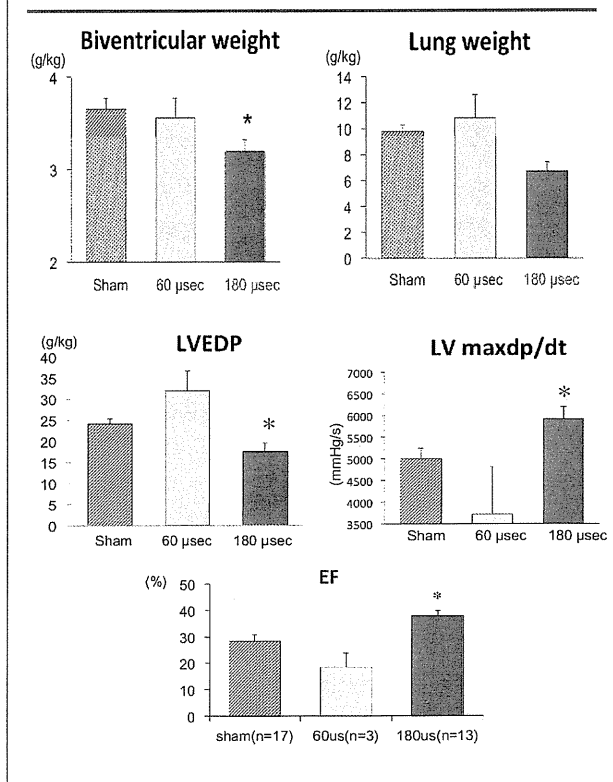 Biventricular weight
(g/kg)
4
3
2
*
Sham 60 µsec 180 µsec
Lung weight
(g/kg)
14
12
10
8
6
4
2
0
Sham 60 µsec 180 µsec
LVEDP
(g/kg)
40
35
30
25
20
15
10
5
0
*
Sham 60 µsec 180 µsec
LV maxdp/dt
(mmHg/s)
7000
6500
6000
5500
5000
4500
4000
3500
*
Sham 60 µsec 180 µsec
EF
(%)
50
40
30
20
10
0
*
sham(n=17) 60us(n=3) 180us(n=13)